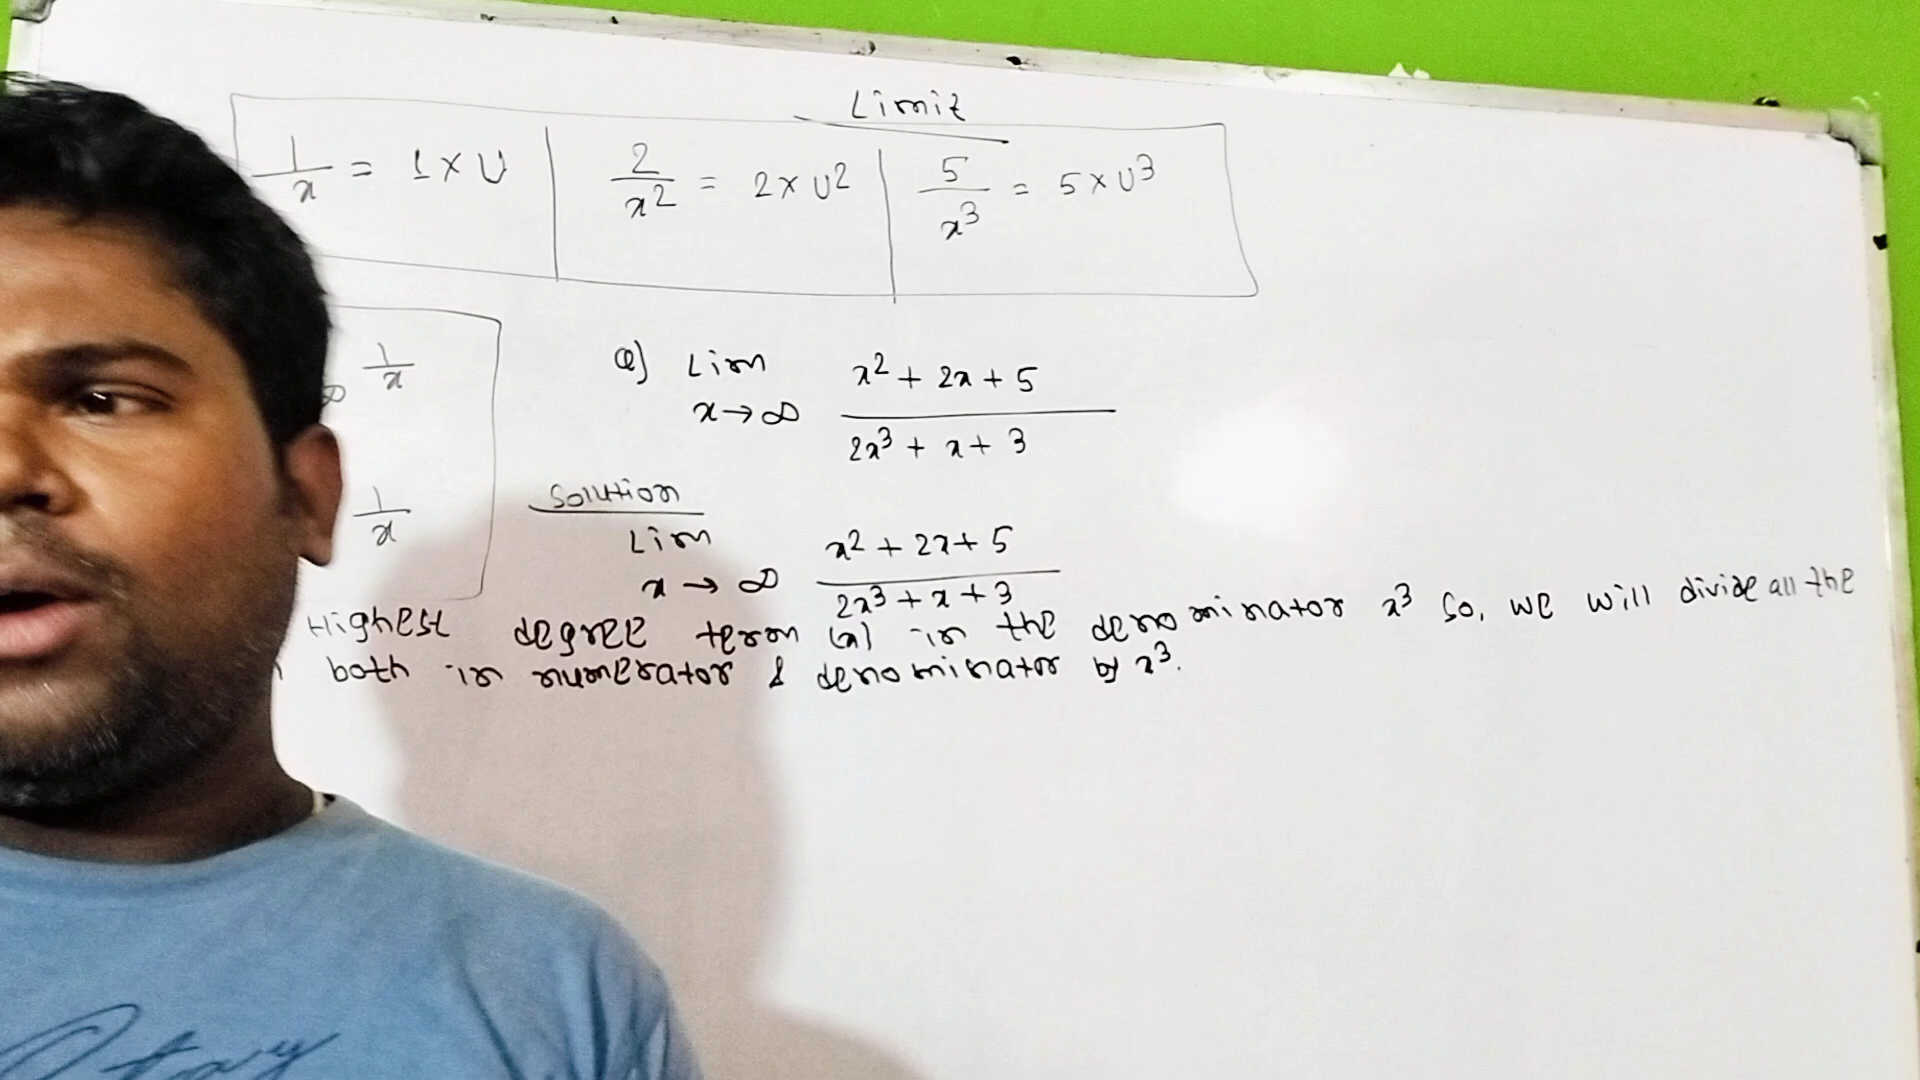 Limit
1/x = 1 x U | 2/x² = 2 x U² | 5/x³ = 5 x U³
∞ 1/x
1/x
Q) Lim x→∞ (x² + 2x + 5)/(2x³ + x + 3)
Solution
Lim x → ∞ (x² + 2x + 5)/(2x³ + x + 3)
Highest degree term (x) in the denominator x³ So, we will divide all the
both in numerator & denominator by x³.